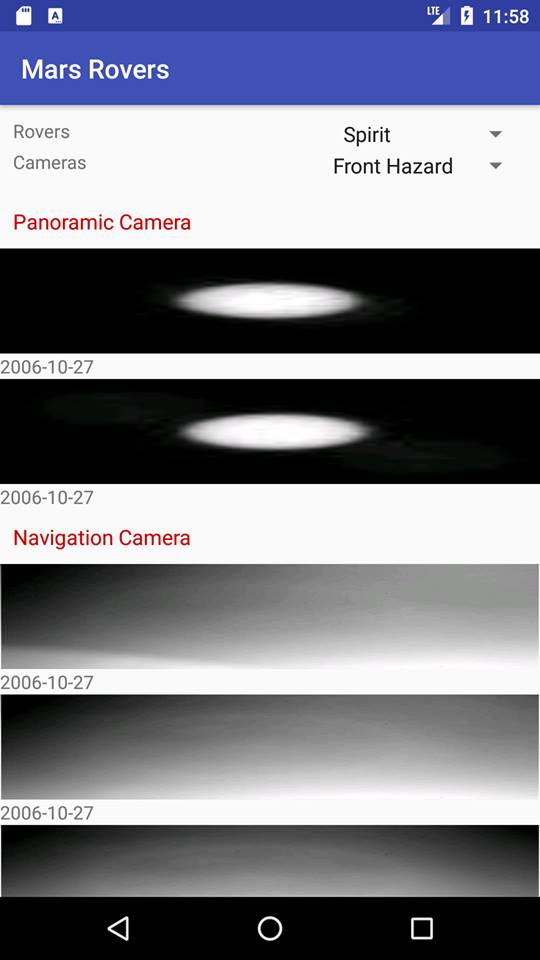 LTE 11:58
Mars Rovers
Rovers Spirit
Cameras Front Hazard
Panoramic Camera
2006-10-27
2006-10-27
Navigation Camera
2006-10-27
2006-10-27